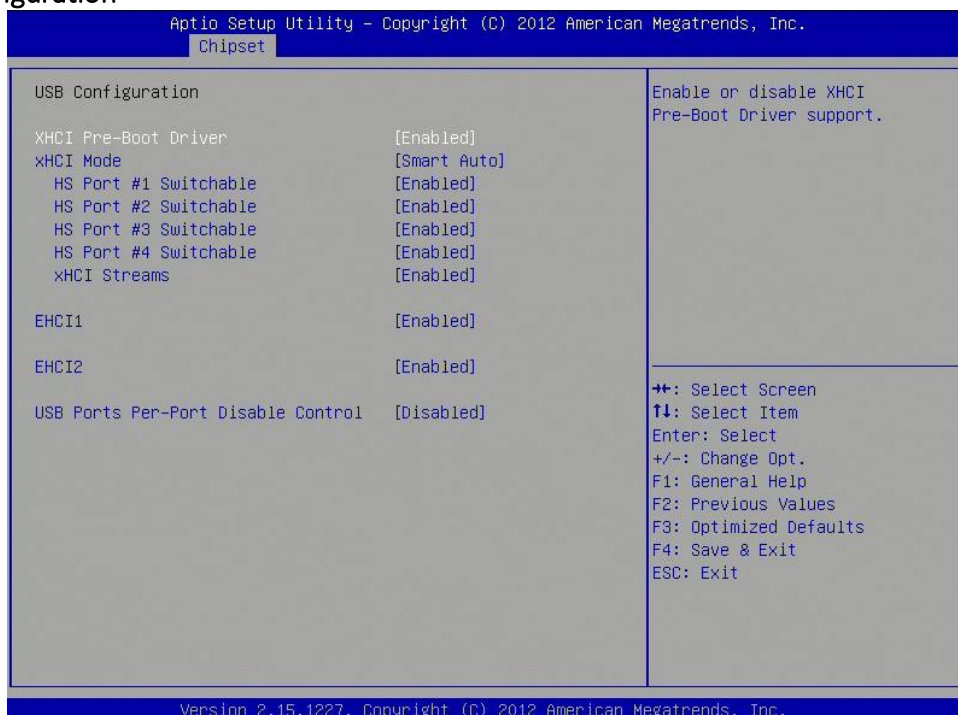 Aptio Setup Utility – Copyright (C) 2012 American Megatrends, Inc.
Chipset
USB Configuration
XHCI Pre-Boot Driver [Enabled]
xHCI Mode [Smart Auto]
HS Port #1 Switchable [Enabled]
HS Port #2 Switchable [Enabled]
HS Port #3 Switchable [Enabled]
HS Port #4 Switchable [Enabled]
xHCI Streams [Enabled]
EHCI1 [Enabled]
EHCI2 [Enabled]
USB Ports Per-Port Disable Control [Disabled]
Enable or disable XHCI
Pre-Boot Driver support.
→←: Select Screen
↑↓: Select Item
Enter: Select
+/-: Change Opt.
F1: General Help
F2: Previous Values
F3: Optimized Defaults
F4: Save & Exit
ESC: Exit
Version 2.15.1227. Copyright (C) 2012 American Megatrends, Inc.